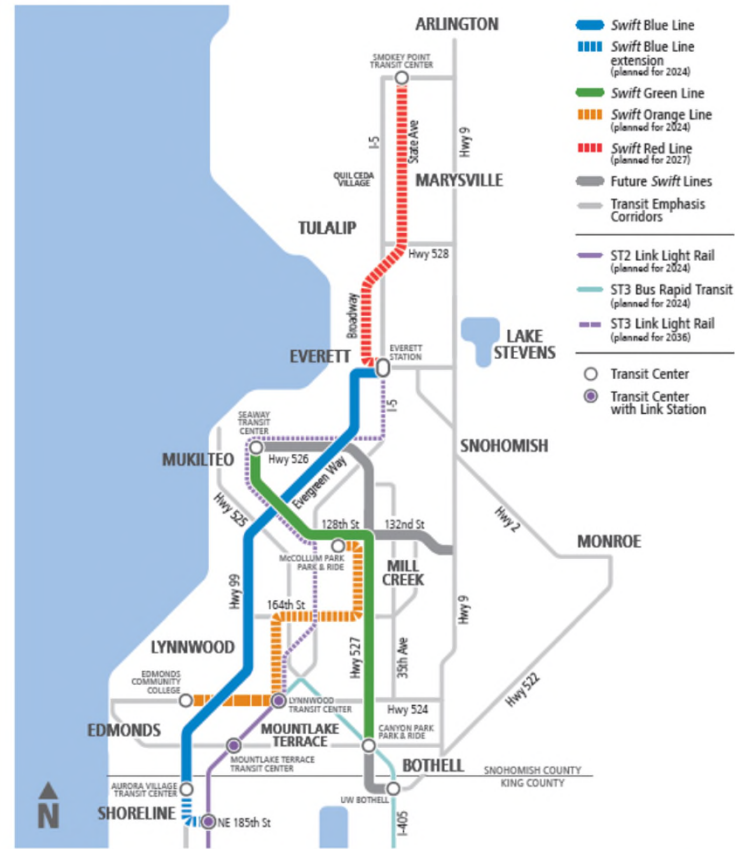 ARLINGTON
SMOKEY POINT
TRANSIT CENTER
I-5
State Ave
Hwy 9
QUIL CEDA
VILLAGE
MARYSVILLE
TULALIP
Hwy 528
Broadway
EVERETT
EVERETT
STATION
LAKE
STEVENS
I-5
SEAWAY
TRANSIT
CENTER
MUKILTEO
Hwy 526
Evergreen Way
SNOHOMISH
Hwy 525
Hwy 2
128th St
132nd St
MONROE
McCOLLUM PARK
PARK & RIDE
MILL
CREEK
Hwy 99
164th St
Hwy 9
LYNNWOOD
Hwy 527
35th Ave
EDMONDS
COMMUNITY
COLLEGE
LYNNWOOD
TRANSIT CENTER
Hwy 524
Hwy 522
EDMONDS
MOUNTLAKE
TERRACE
CANYON PARK
PARK & RIDE
MOUNTLAKE TERRACE
TRANSIT CENTER
BOTHELL
SNOHOMISH COUNTY
KING COUNTY
AURORA VILLAGE
TRANSIT CENTER
UW BOTHELL
SHORELINE
NE 185th St
I-405
N
Swift Blue Line
Swift Blue Line
extension
(planned for 2024)
Swift Green Line
Swift Orange Line
(planned for 2024)
Swift Red Line
(planned for 2027)
Future Swift Lines
Transit Emphasis
Corridors
ST2 Link Light Rail
(planned for 2024)
ST3 Bus Rapid Transit
(planned for 2024)
ST3 Link Light Rail
(planned for 2036)
Transit Center
Transit Center
with Link Station